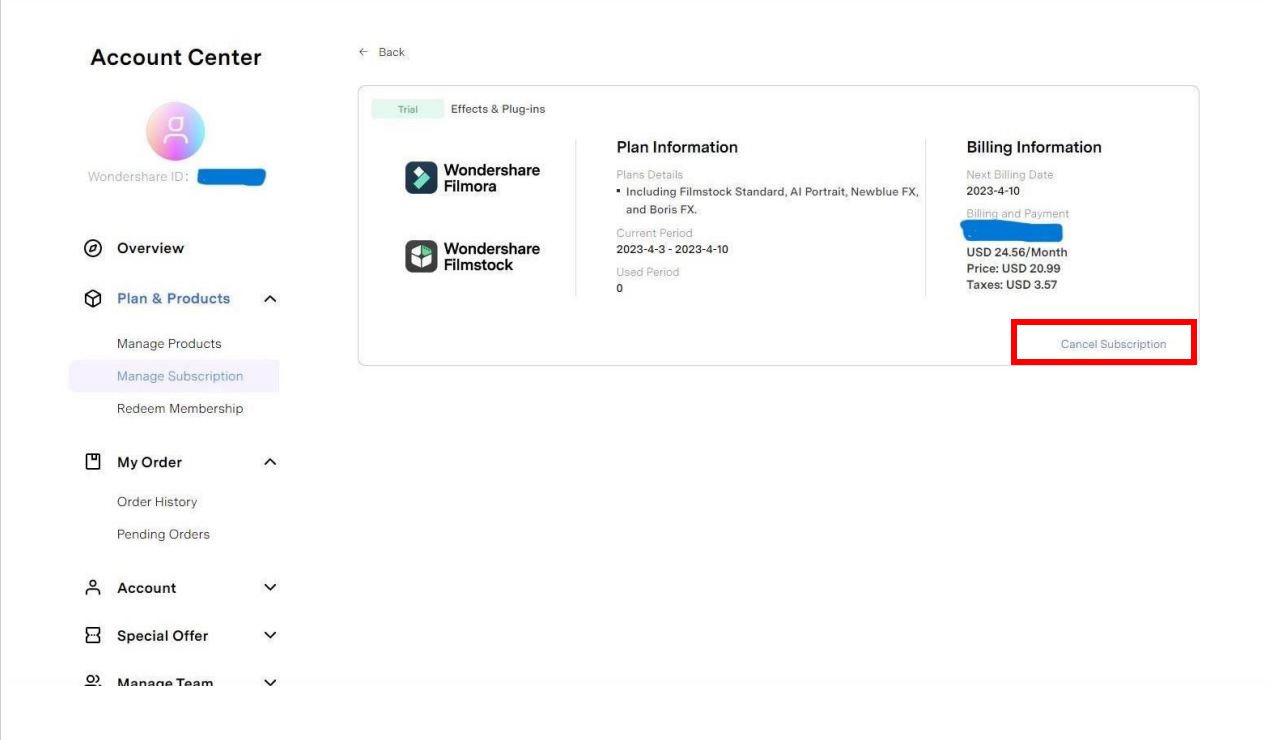 Account Center
Wondershare ID:
Overview
Plan & Products
Manage Products
Manage Subscription
Redeem Membership
My Order
Order History
Pending Orders
Account
Special Offer
Manage Team
← Back
Trial
Effects & Plug-ins
Wondershare
Filmora
Wondershare
Filmstock
Plan Information
Plans Details
▪ Including Filmstock Standard, AI Portrait, Newblue FX,
and Boris FX.
Current Period
2023-4-3 - 2023-4-10
Used Period
0
Billing Information
Next Billing Date
2023-4-10
Billing and Payment
USD 24.56/Month
Price: USD 20.99
Taxes: USD 3.57
Cancel Subscription